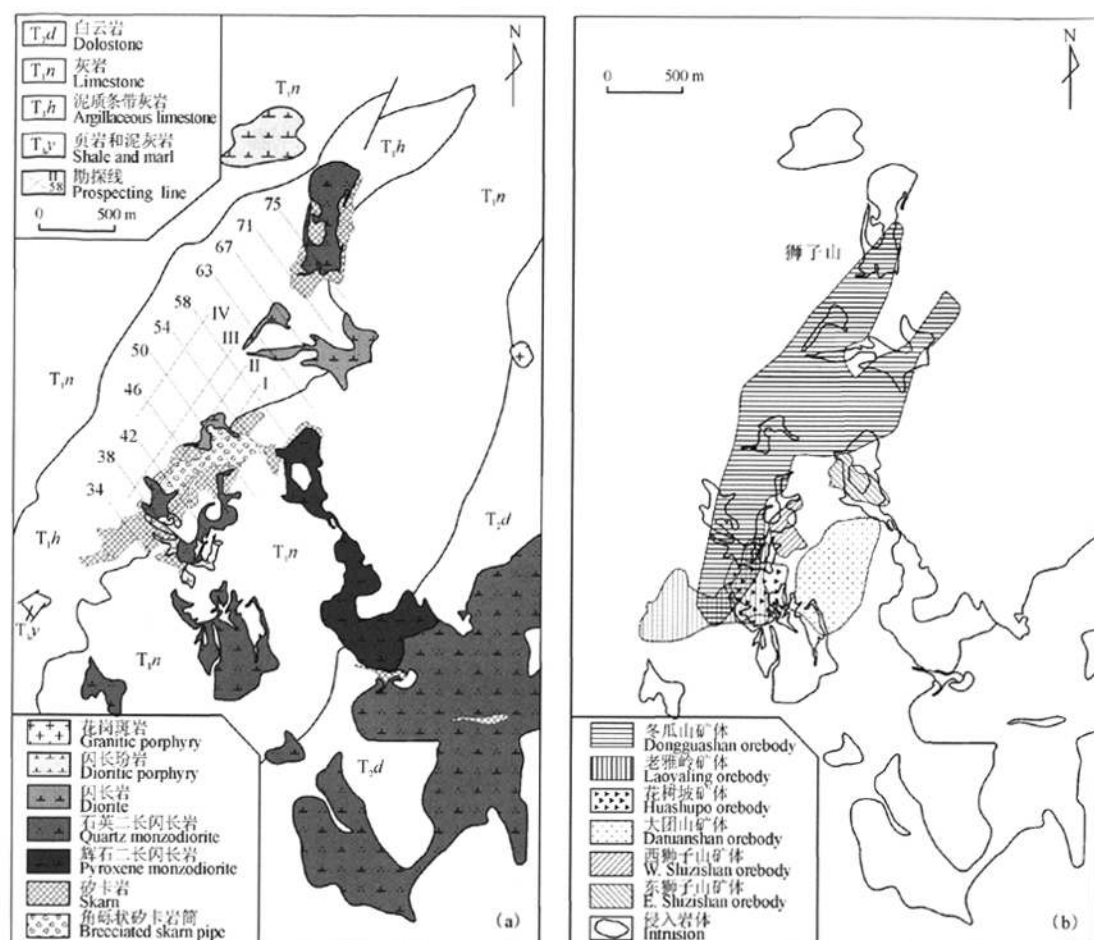 T₂d 白云岩
Dolostone
T₁n 灰岩
Limestone
T₁h 泥质条带灰岩
Argillaceous limestone
T₁y 页岩和泥灰岩
Shale and marl
II 58 勘探线
Prospecting line
0 500 m
N
T₁n
T₁h
T₁n
75
71
67
63
58
54
50
46
42
38
34
IV
III
II
I
T₁n
T₁h
T₁n
T₂d
T₁y
T₁n
T₂d
花岗斑岩
Granitic porphyry
闪长玢岩
Dioritic porphyry
闪长岩
Diorite
石英二长闪长岩
Quartz monzodiorite
辉石二长闪长岩
Pyroxene monzodiorite
矽卡岩
Skarn
角砾状矽卡岩筒
Brecciated skarn pipe
(a)
0 500 m
N
狮子山
冬瓜山矿体
Dongguashan orebody
老雅岭矿体
Laoyaling orebody
花树坡矿体
Huashupo orebody
大团山矿体
Datuanshan orebody
西狮子山矿体
W. Shizishan orebody
东狮子山矿体
E. Shizishan orebody
侵入岩体
Intrusion
(b)